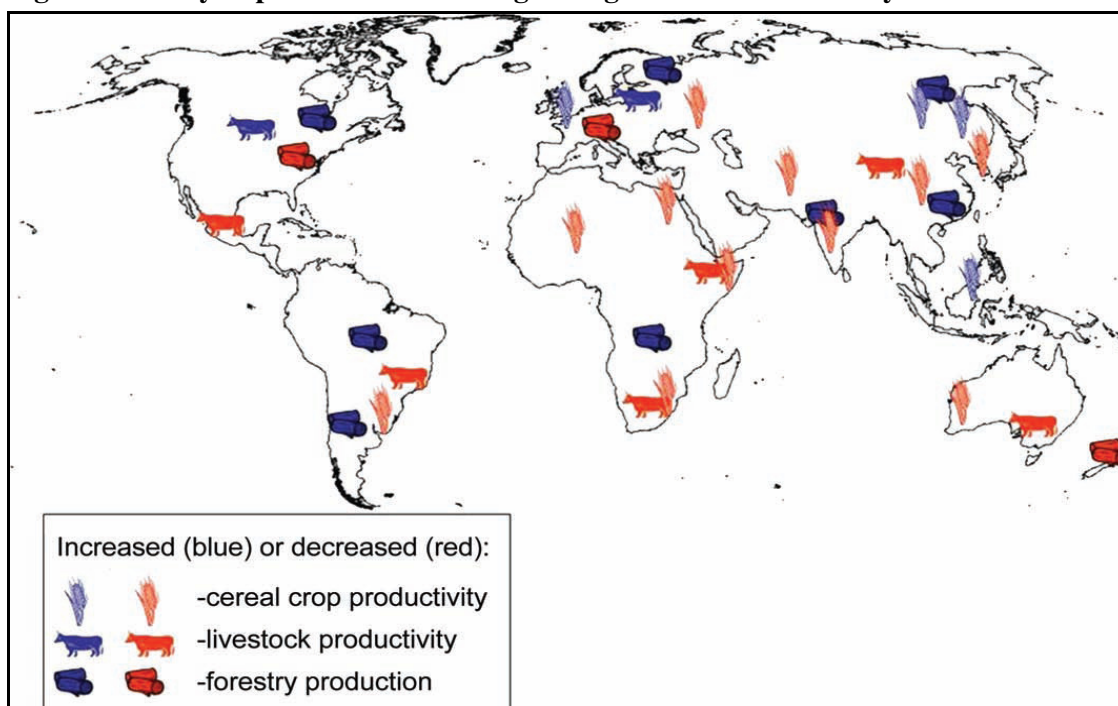 Increased (blue) or decreased (red):
-cereal crop productivity
-livestock productivity
-forestry production